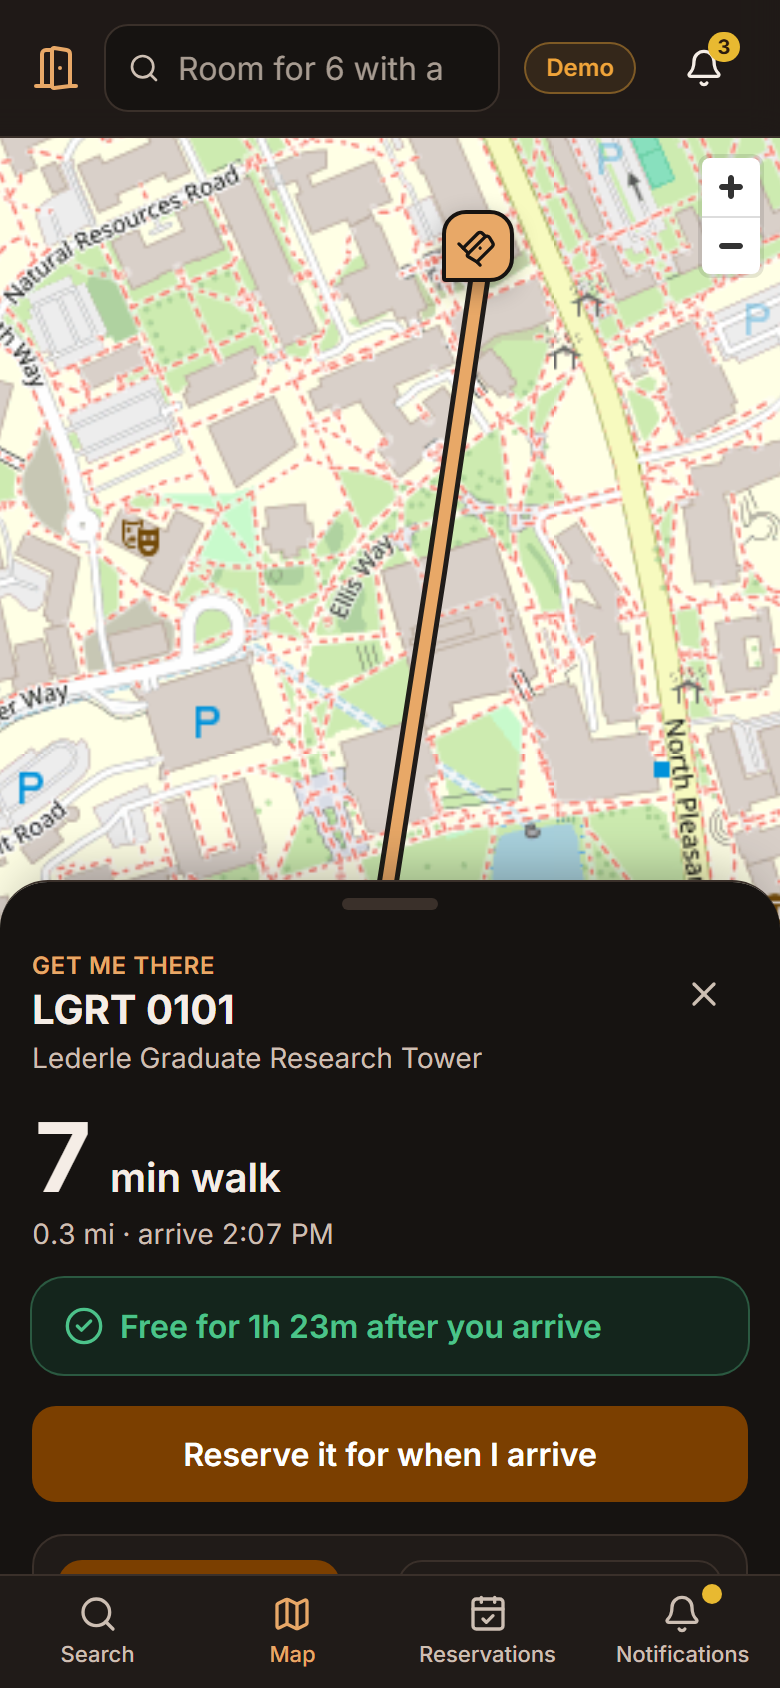 Room for 6 with a
Demo
3
P
+
Natural Resources Road
−
P
h Way
Ellis Way
er Way
P
North Pleasan
P
t Road
GET ME THERE
LGRT 0101
Lederle Graduate Research Tower
7 min walk
0.3 mi · arrive 2:07 PM
Free for 1h 23m after you arrive
Reserve it for when I arrive
Search
Map
Reservations
Notifications